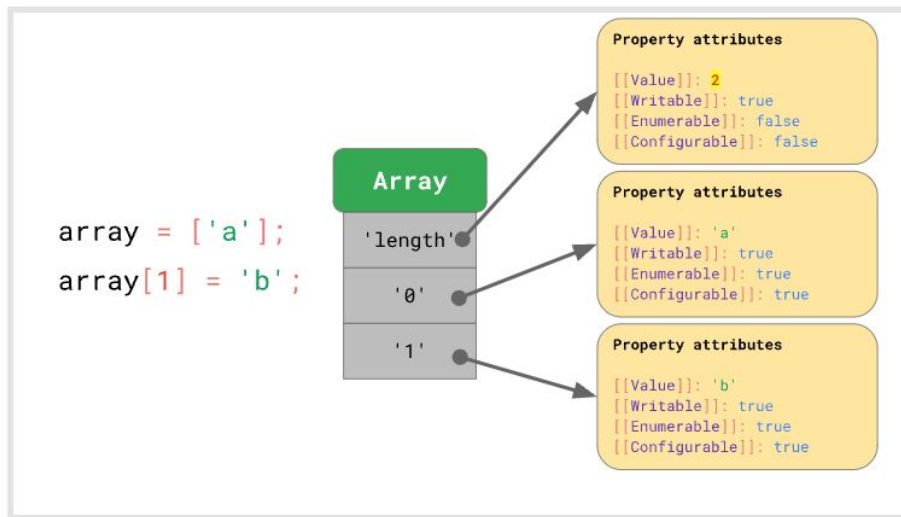 array = ['a'];
array[1] = 'b';
Array
'length'
'0'
'1'
Property attributes
[[Value]]: 2
[[Writable]]: true
[[Enumerable]]: false
[[Configurable]]: false
Property attributes
[[Value]]: 'a'
[[Writable]]: true
[[Enumerable]]: true
[[Configurable]]: true
Property attributes
[[Value]]: 'b'
[[Writable]]: true
[[Enumerable]]: true
[[Configurable]]: true